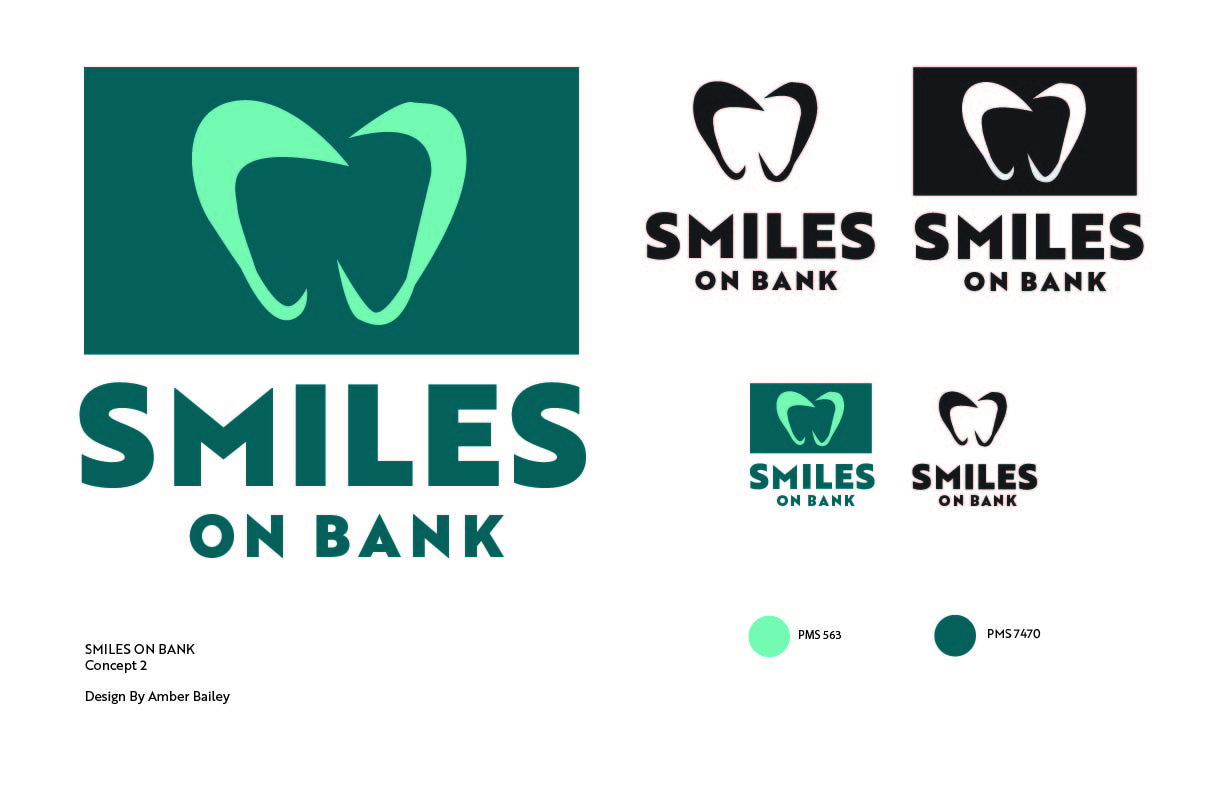 SMILES
ON BANK
SMILES
ON BANK
SMILES
ON BANK
SMILES
ON BANK
SMILES
ON BANK
PMS 563
PMS 7470
SMILES ON BANK
Concept 2
Design By Amber Bailey